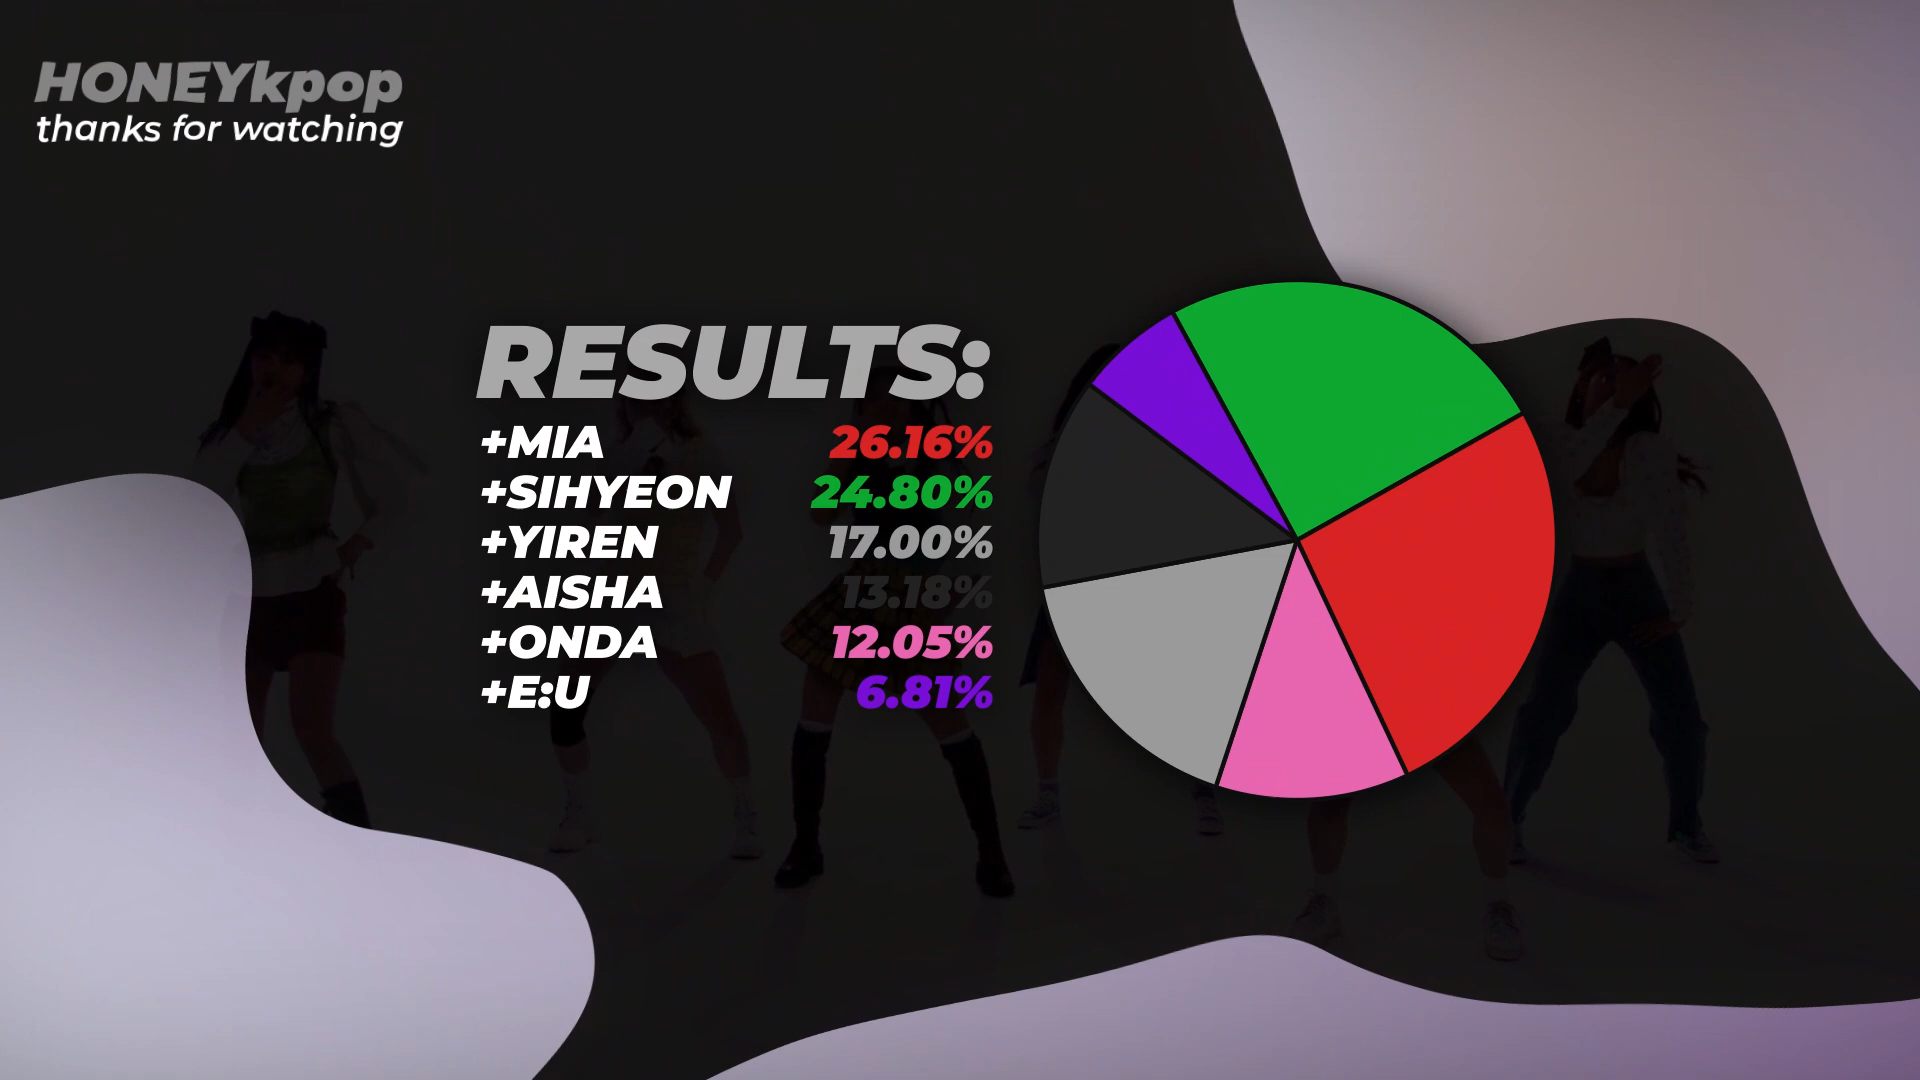 HONEYkpop
thanks for watching
RESULTS:
+MIA 26.16%
+SIHYEON 24.80%
+YIREN 17.00%
+AISHA 13.18%
+ONDA 12.05%
+E:U 6.81%